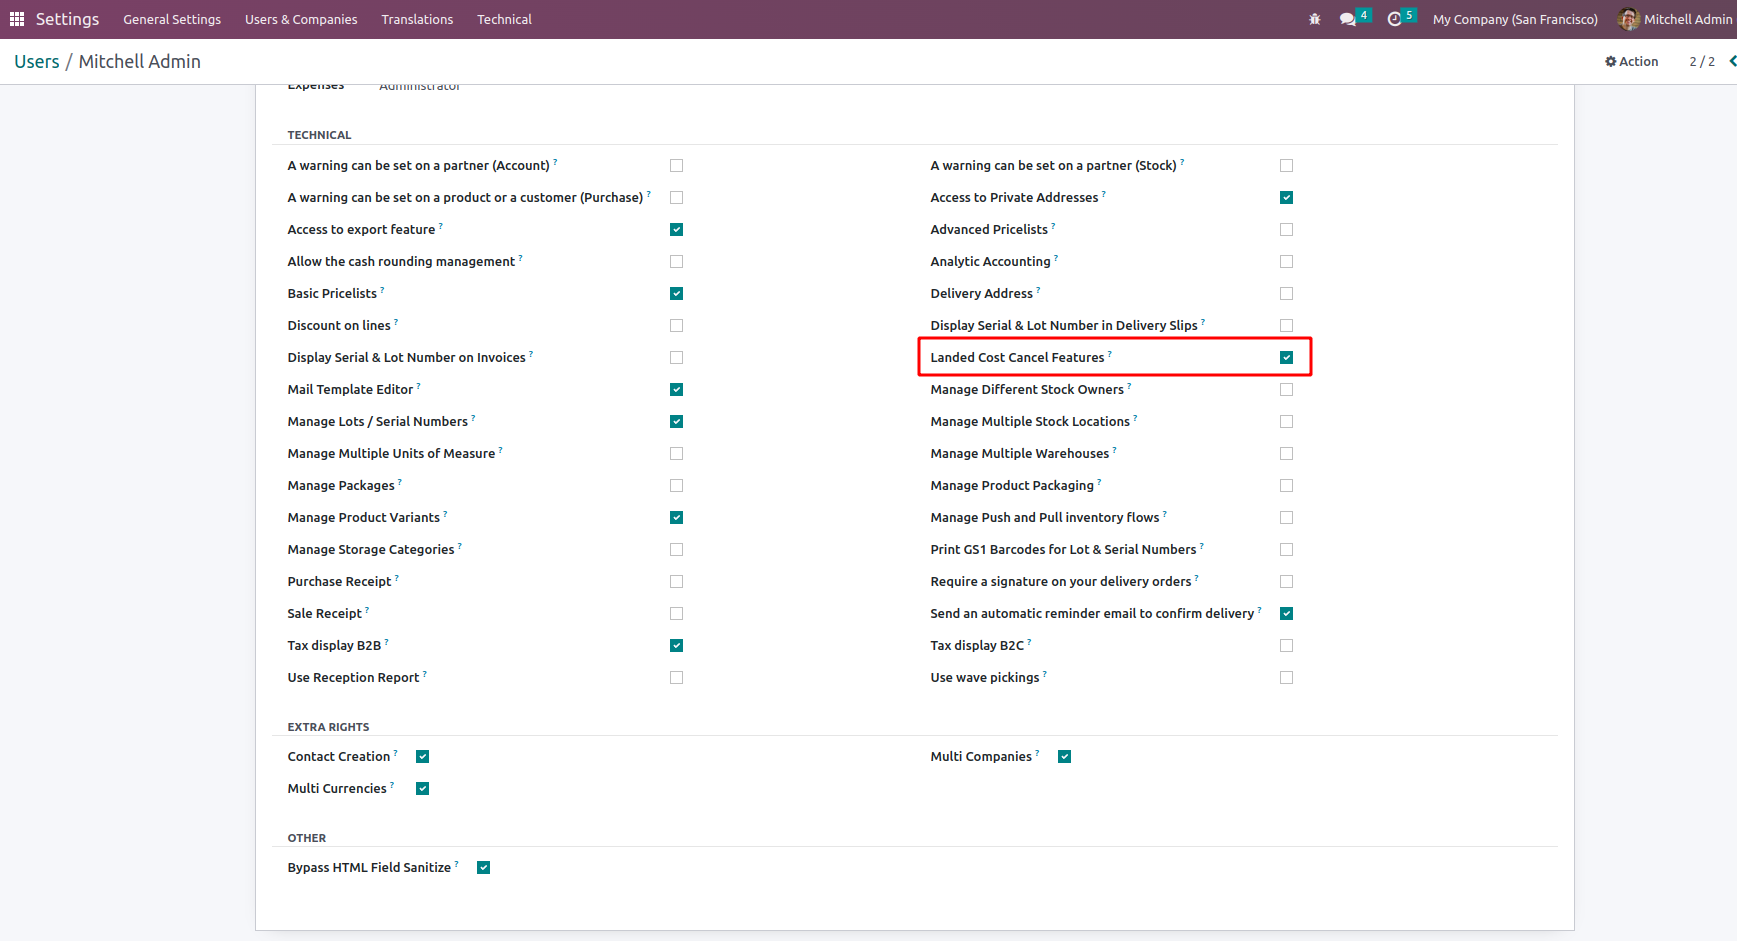 Settings General Settings Users & Companies Translations Technical 4 5 My Company (San Francisco) Mitchell Admin
Users / Mitchell Admin Action 2 / 2
Expenses Administrator
TECHNICAL
A warning can be set on a partner (Account) ? A warning can be set on a partner (Stock) ?
A warning can be set on a product or a customer (Purchase) ? Access to Private Addresses ?
Access to export feature ? Advanced Pricelists ?
Allow the cash rounding management ? Analytic Accounting ?
Basic Pricelists ? Delivery Address ?
Discount on lines ? Display Serial & Lot Number in Delivery Slips ?
Display Serial & Lot Number on Invoices ? Landed Cost Cancel Features ?
Mail Template Editor ? Manage Different Stock Owners ?
Manage Lots / Serial Numbers ? Manage Multiple Stock Locations ?
Manage Multiple Units of Measure ? Manage Multiple Warehouses ?
Manage Packages ? Manage Product Packaging ?
Manage Product Variants ? Manage Push and Pull inventory flows ?
Manage Storage Categories ? Print GS1 Barcodes for Lot & Serial Numbers ?
Purchase Receipt ? Require a signature on your delivery orders ?
Sale Receipt ? Send an automatic reminder email to confirm delivery ?
Tax display B2B ? Tax display B2C ?
Use Reception Report ? Use wave pickings ?
EXTRA RIGHTS
Contact Creation ? Multi Companies ?
Multi Currencies ?
OTHER
Bypass HTML Field Sanitize ?